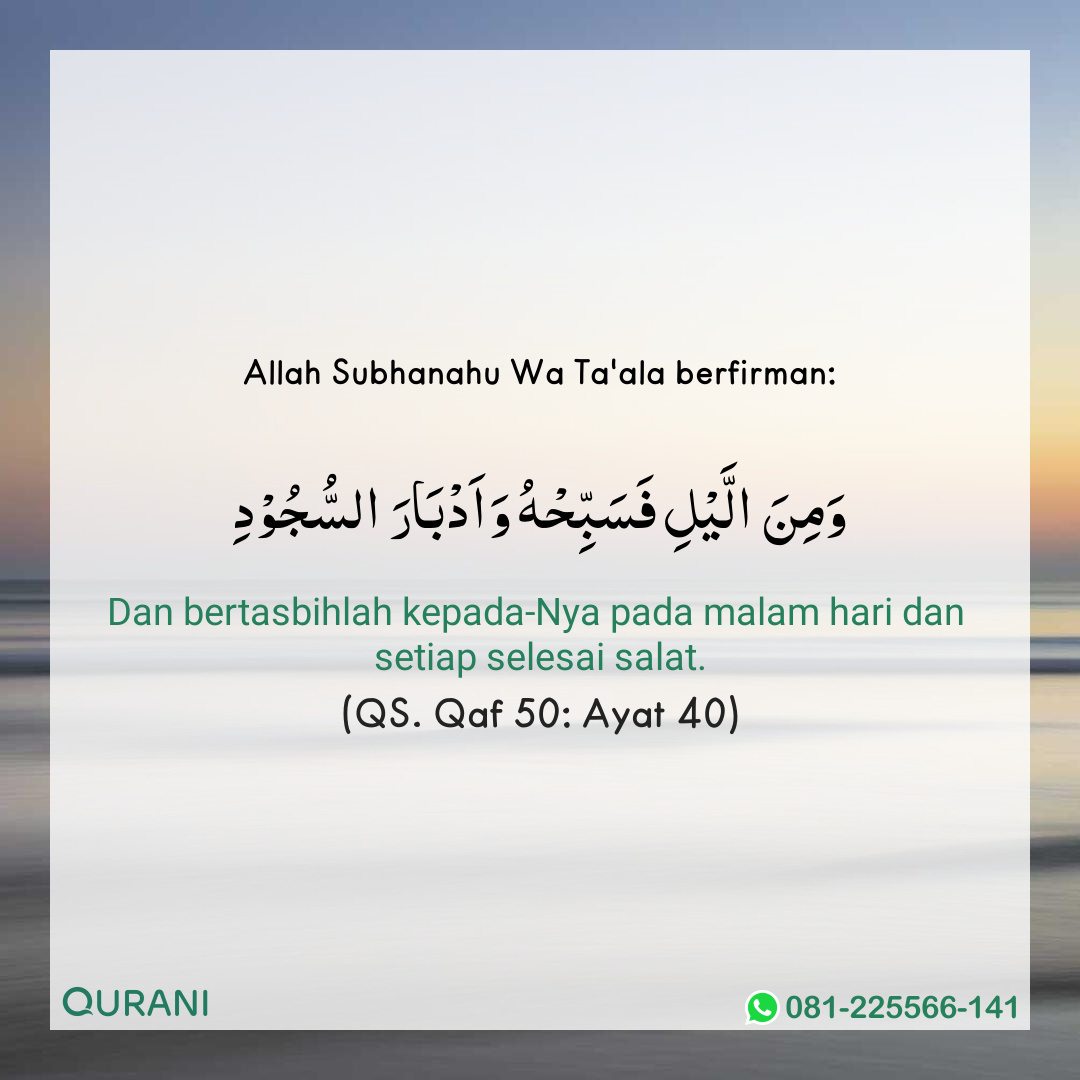 Allah Subhanahu Wa Ta'ala berfirman:
وَمِنَ الَّيْلِ فَسَبِّحْهُ وَاَدْبَارَ السُّجُوْدِ
Dan bertasbihlah kepada-Nya pada malam hari dan
setiap selesai salat.
(QS. Qaf 50: Ayat 40)
QURANI
081-225566-141